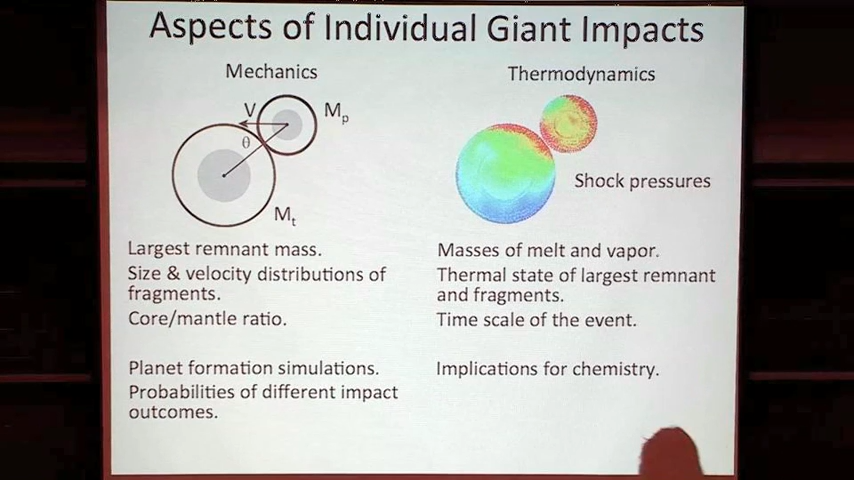 Aspects of Individual Giant Impacts
Mechanics
V
Mp
θ
Mt
Largest remnant mass.
Size & velocity distributions of
fragments.
Core/mantle ratio.
Planet formation simulations.
Probabilities of different impact
outcomes.
Thermodynamics
Shock pressures
Masses of melt and vapor.
Thermal state of largest remnant
and fragments.
Time scale of the event.
Implications for chemistry.